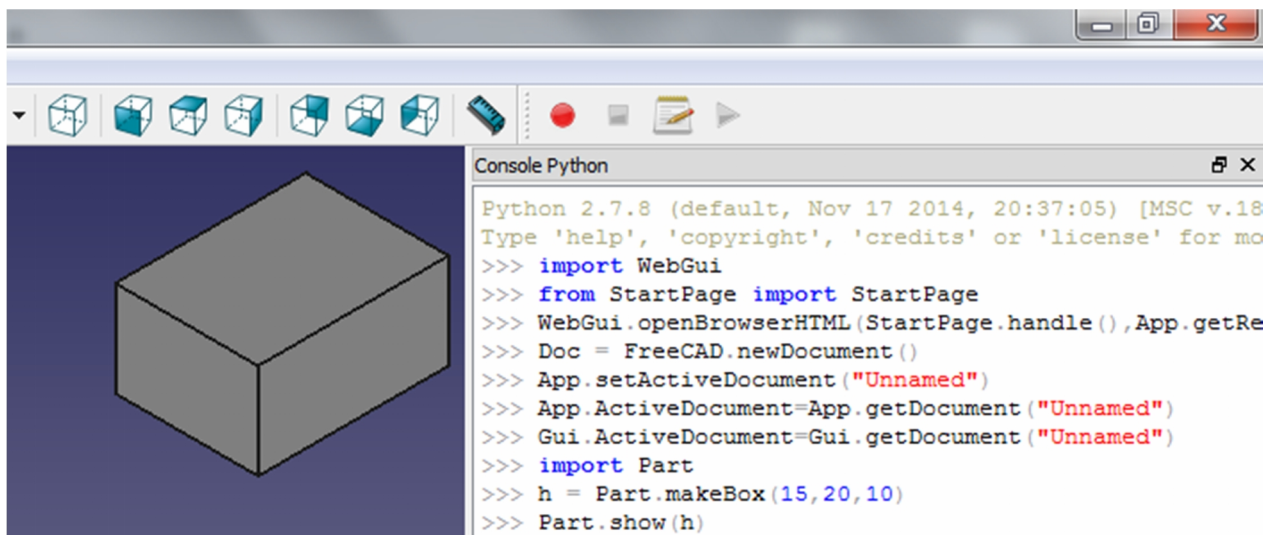 Console Python
Python 2.7.8 (default, Nov 17 2014, 20:37:05) [MSC v.18
Type 'help', 'copyright', 'credits' or 'license' for mo
>>> import WebGui
>>> from StartPage import StartPage
>>> WebGui.openBrowserHTML(StartPage.handle(),App.getRe
>>> Doc = FreeCAD.newDocument()
>>> App.setActiveDocument("Unnamed")
>>> App.ActiveDocument=App.getDocument("Unnamed")
>>> Gui.ActiveDocument=Gui.getDocument("Unnamed")
>>> import Part
>>> h = Part.makeBox(15,20,10)
>>> Part.show(h)